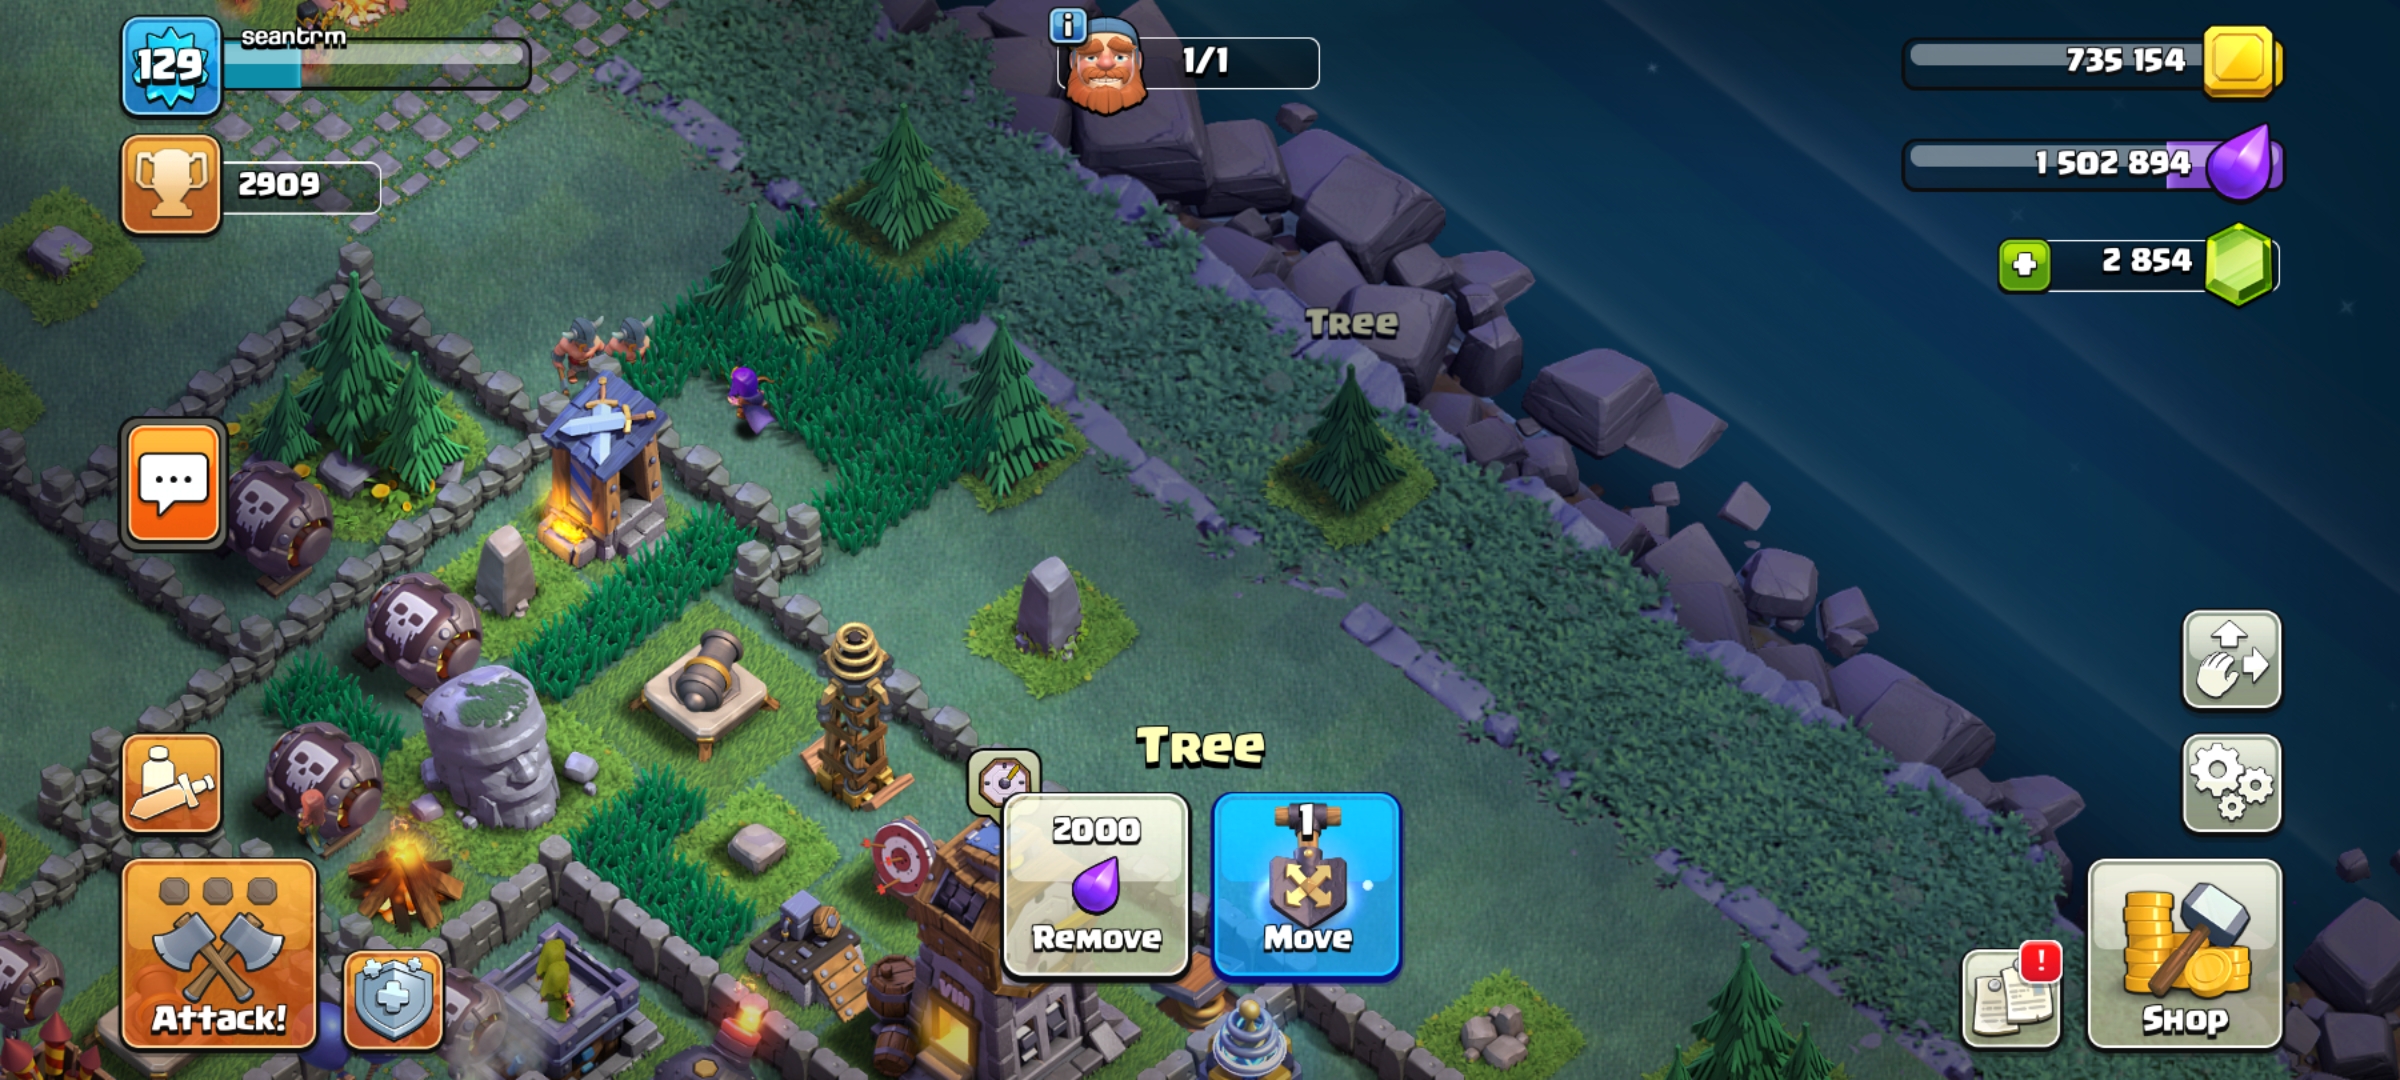 129
seantrm
1/1
735 154
2909
1 502 894
2 854
Tree
Tree
2000
1
Remove
Move
Attack!
VIII
!
Shop